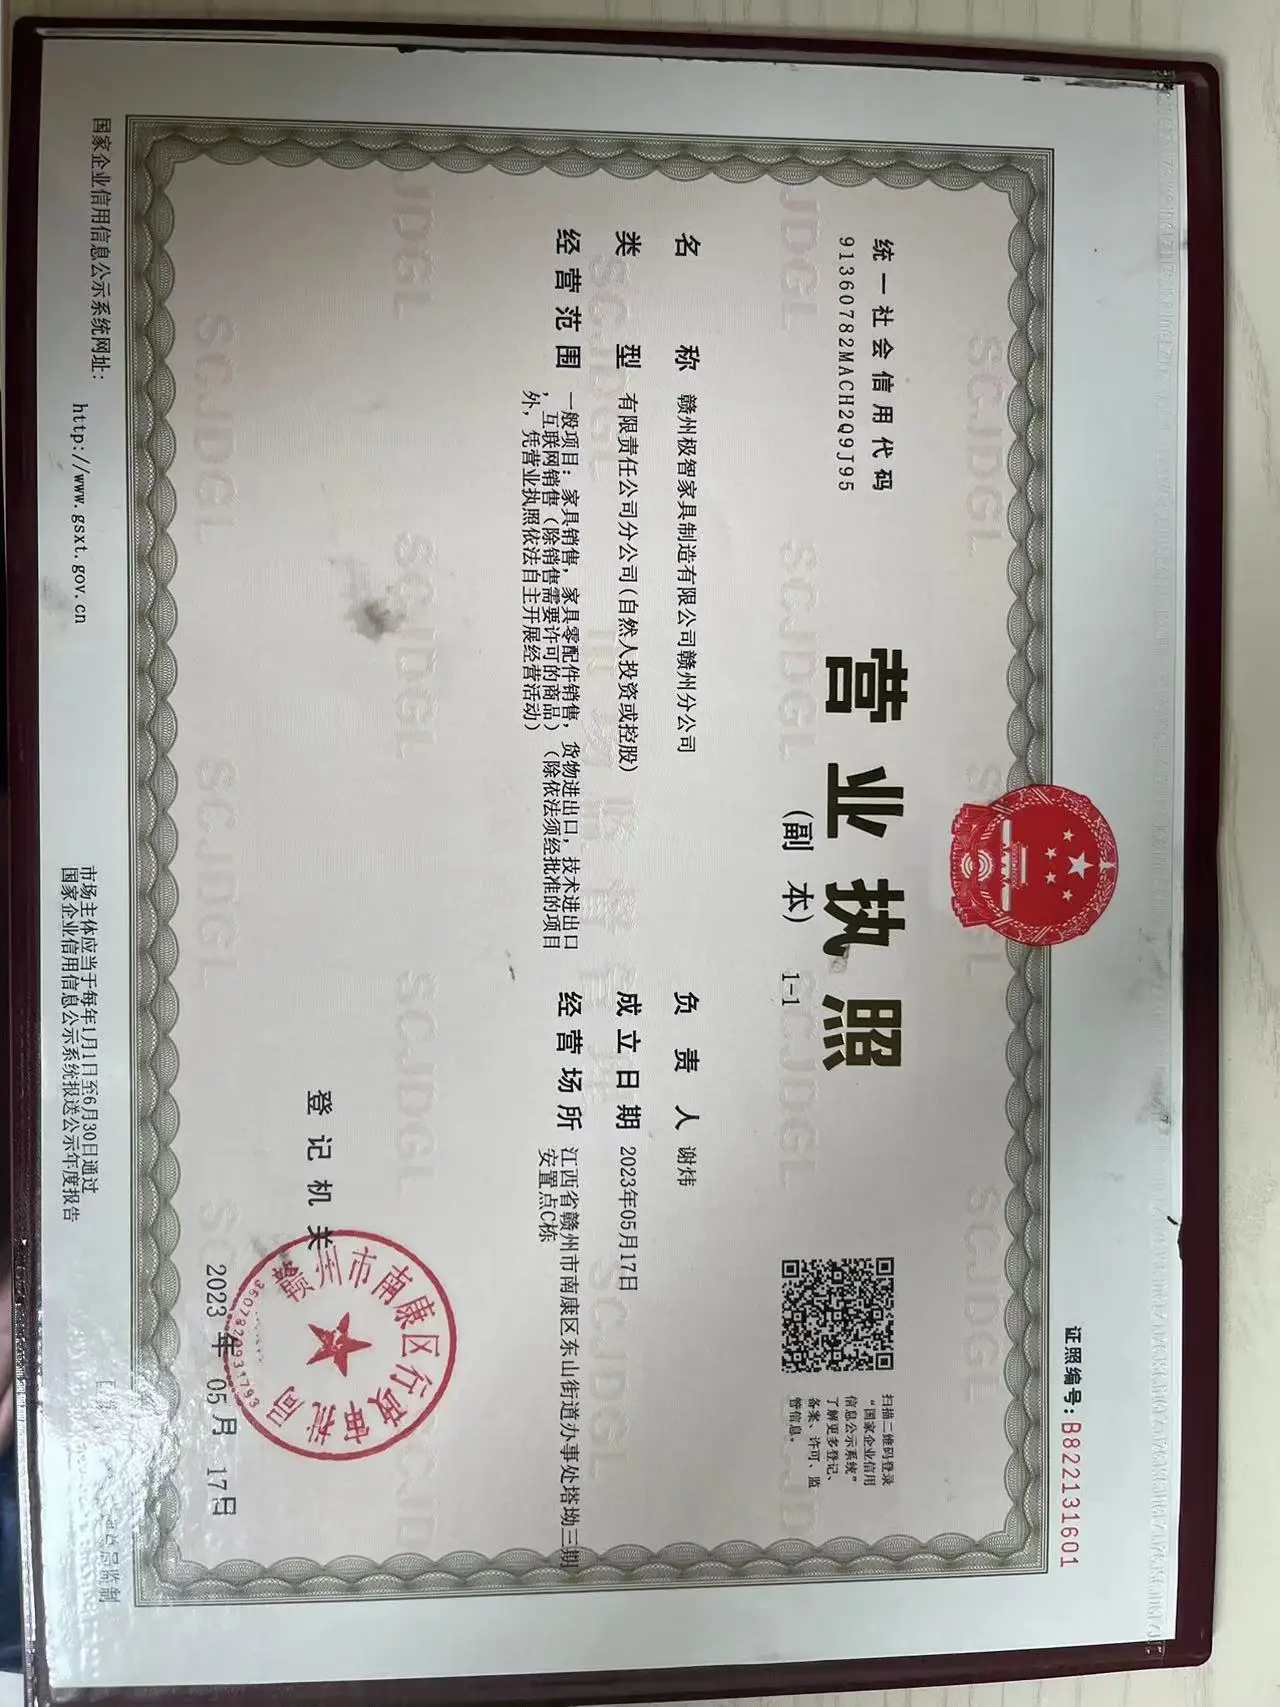 证照编号：B822131601
统一社会信用代码
91360782MACH2Q9J95
营业执照
（副 本）
1-1
扫描二维码登录
“国家企业信用
信息公示系统”
了解更多登记、
备案、许可、监
管信息。
名 称 赣州极智家具制造有限公司赣州分公司
类 型 有限责任公司分公司(自然人投资或控股)
经营范围 一般项目：家具销售，家具零配件销售，货物进出口，技术进出口
，互联网销售（除销售需要许可的商品）（除依法须经批准的项目
外，凭营业执照依法自主开展经营活动）
负责人 谢炜
成立日期 2023年05月17日
经营场所 江西省赣州市南康区东山街道办事处塔坳三期
安置点C栋
登记机关
赣州市南康区行政审批局
3607820931793
2023 年 05 月 17日
国家企业信用信息公示系统网址：
http://www.gsxt.gov.cn
市场主体应当于每年1月1日至6月30日通过
国家企业信用信息公示系统报送公示年度报告
局监制